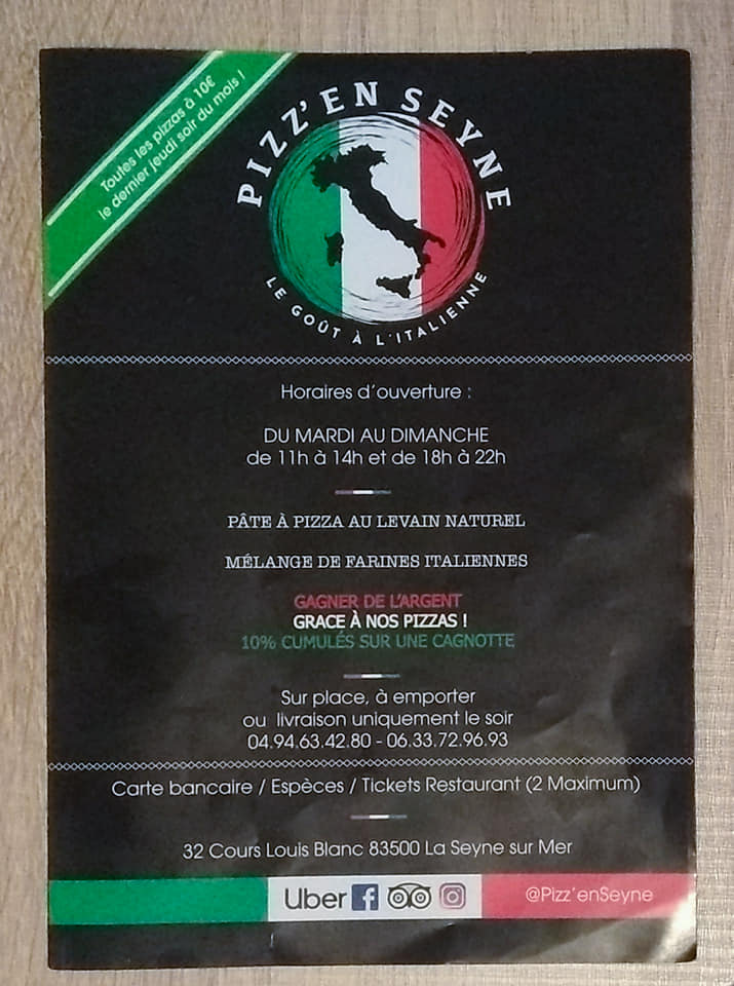 Toutes les pizzas à 10€
le dernier jeudi soir du mois !
PIZZ'EN SEYNE
LE GOÛT À L'ITALIENNE
Horaires d'ouverture :
DU MARDI AU DIMANCHE
de 11h à 14h et de 18h à 22h
PÂTE À PIZZA AU LEVAIN NATUREL
MÉLANGE DE FARINES ITALIENNES
GAGNER DE L'ARGENT
GRACE À NOS PIZZAS !
10% CUMULÉS SUR UNE CAGNOTTE
Sur place, à emporter
ou livraison uniquement le soir
04.94.63.42.80 - 06.33.72.96.93
Carte bancaire / Espèces / Tickets Restaurant (2 Maximum)
32 Cours Louis Blanc 83500 La Seyne sur Mer
Uber f @Pizz'enSeyne